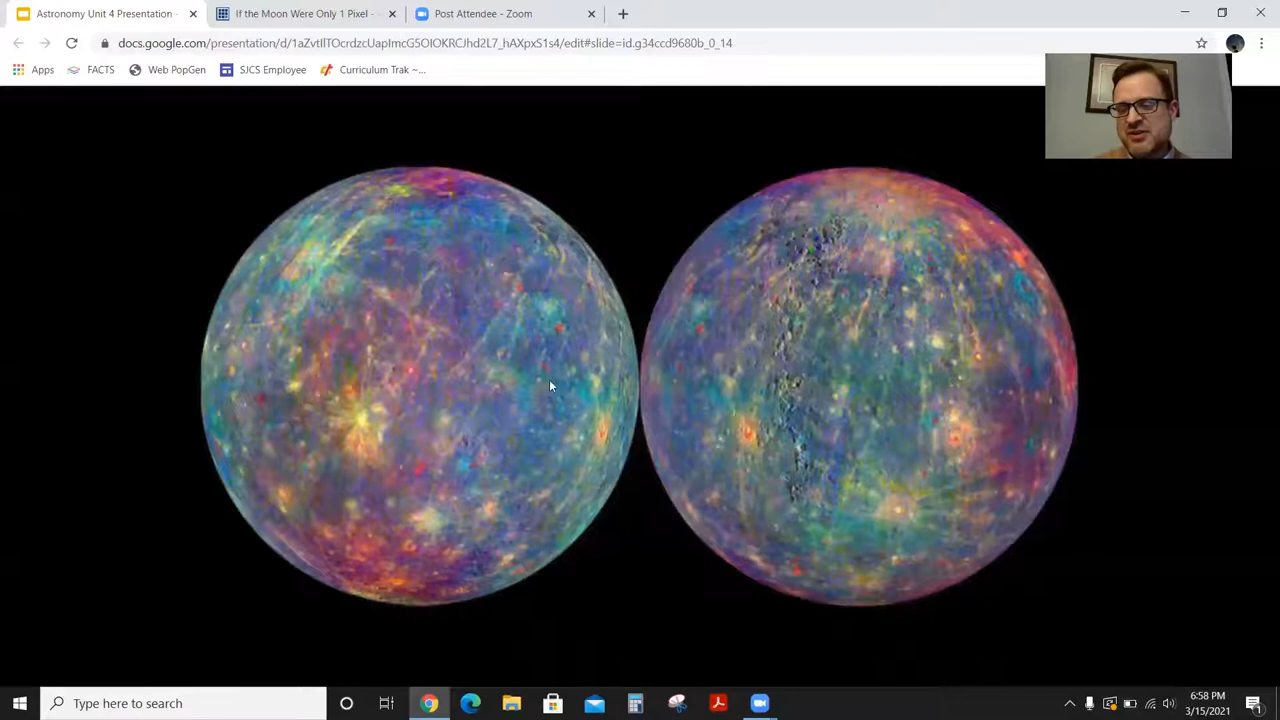 Astronomy Unit 4 Presentation -
If the Moon Were Only 1 Pixel -
Post Attendee - Zoom
docs.google.com/presentation/d/1aZvtIlTOcrdzcUapImcG5OIOKRCJhd2L7_hAXpxS1s4/edit#slide=id.g34ccd9680b_0_14
Apps
FACTS
Web PopGen
SJCS Employee
Curriculum Trak ~...
Type here to search
6:58 PM
3/15/2021
1